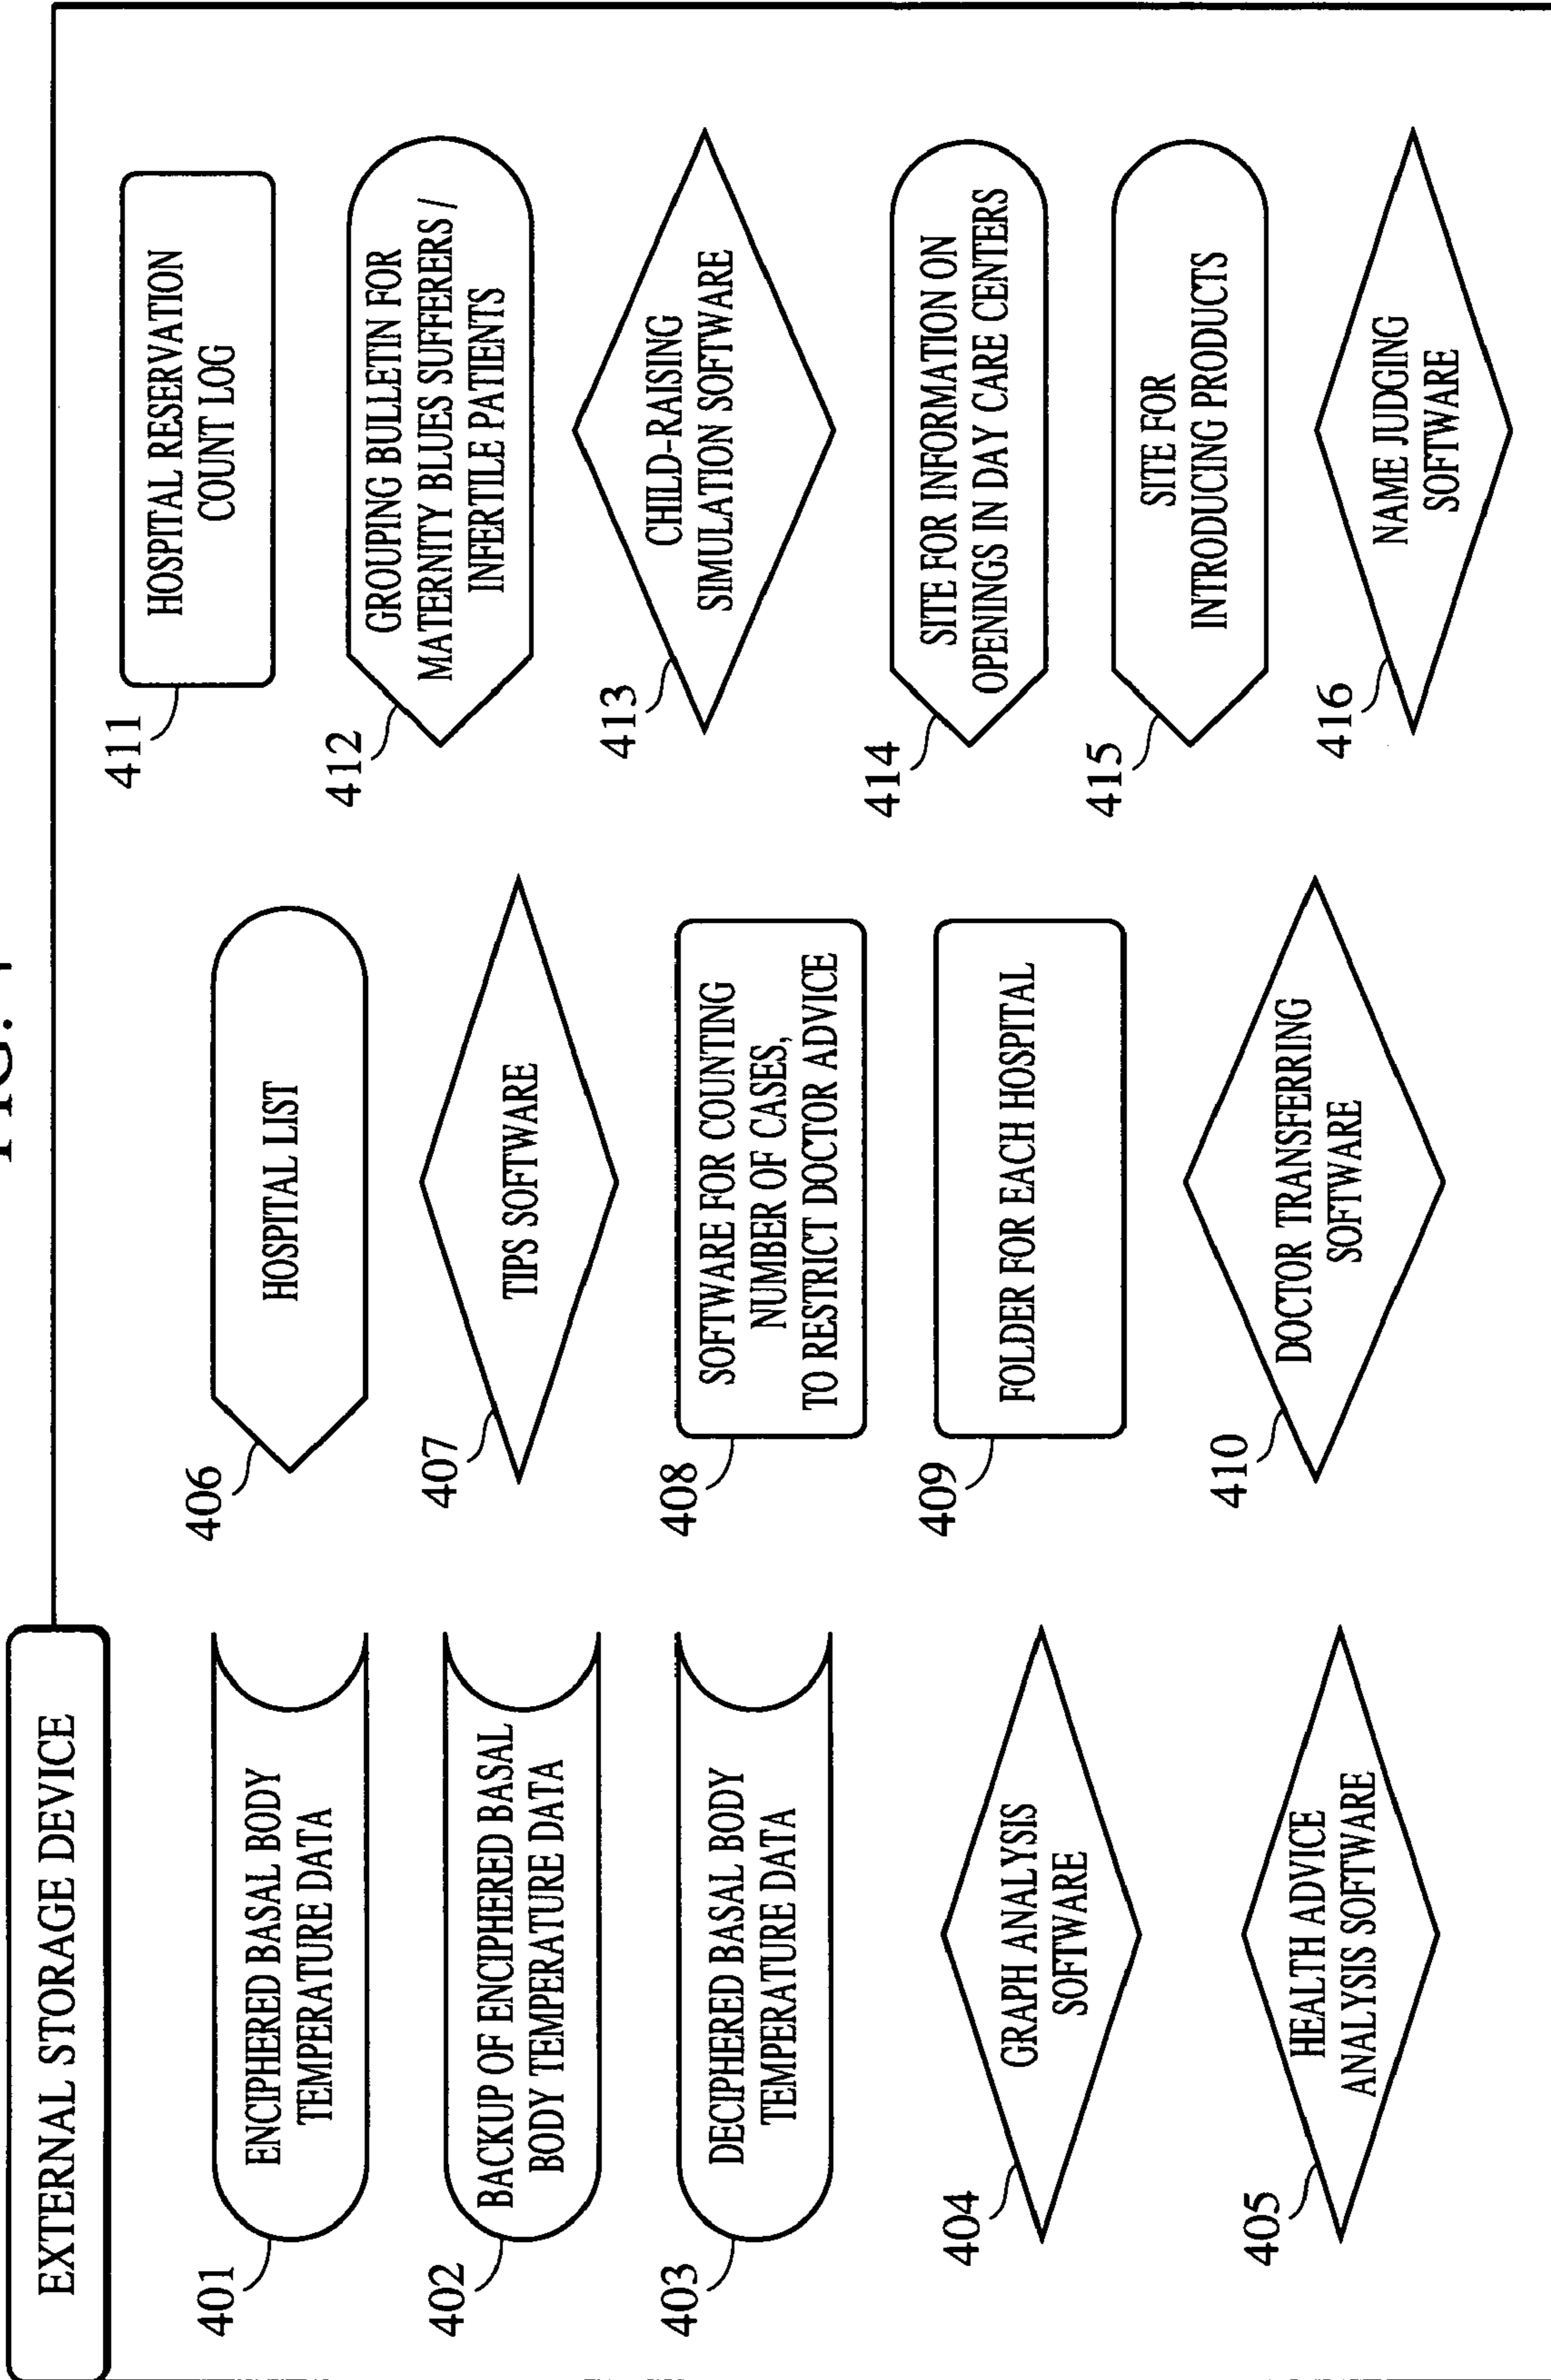 EXTERNAL STORAGE DEVICE
401
ENCIPHERED BASAL BODY
TEMPERATURE DATA
402
BACKUP OF ENCIPHERED BASAL
BODY TEMPERATURE DATA
403
DECIPHERED BASAL BODY
TEMPERATURE DATA
404
GRAPH ANALYSIS
SOFTWARE
405
HEALTH ADVICE
ANALYSIS SOFTWARE
406
HOSPITAL LIST
407
TIPS SOFTWARE
408
SOFTWARE FOR COUNTING
NUMBER OF CASES,
TO RESTRICT DOCTOR ADVICE
409
FOLDER FOR EACH HOSPITAL
410
DOCTOR TRANSFERRING
SOFTWARE
411
HOSPITAL RESERVATION
COUNT LOG
412
GROUPING BULLETIN FOR
MATERNITY BLUES SUFFERERS /
INFERTILE PATIENTS
413
CHILD-RAISING
SIMULATION SOFTWARE
414
SITE FOR INFORMATION ON
OPENINGS IN DAY CARE CENTERS
415
SITE FOR
INTRODUCING PRODUCTS
416
NAME JUDGING
SOFTWARE